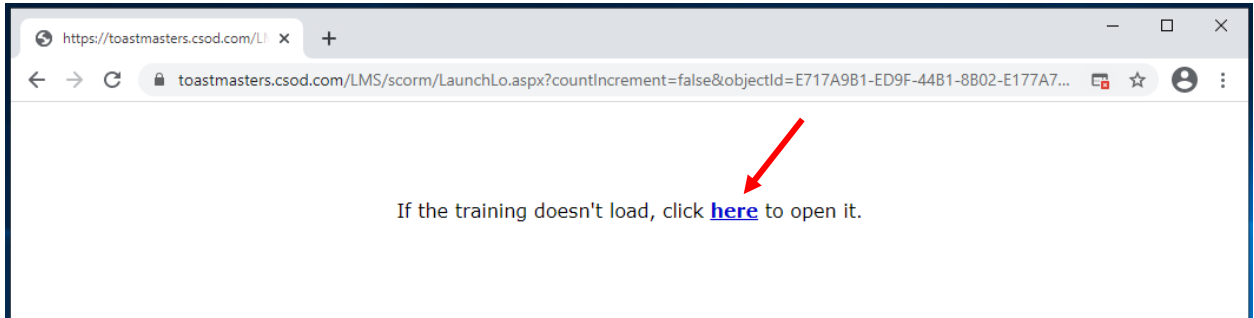 https://toastmasters.csod.com/LM
toastmasters.csod.com/LMS/scorm/LaunchLo.aspx?countIncrement=false&objectId=E717A9B1-ED9F-44B1-8B02-E177A7...
If the training doesn't load, click here to open it.